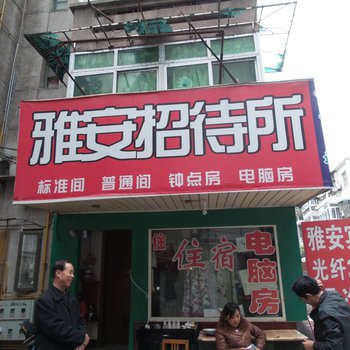 雅安招待所
标准间 普通间 钟点房 电脑房
住
住宿
电脑房
雅安
光纤